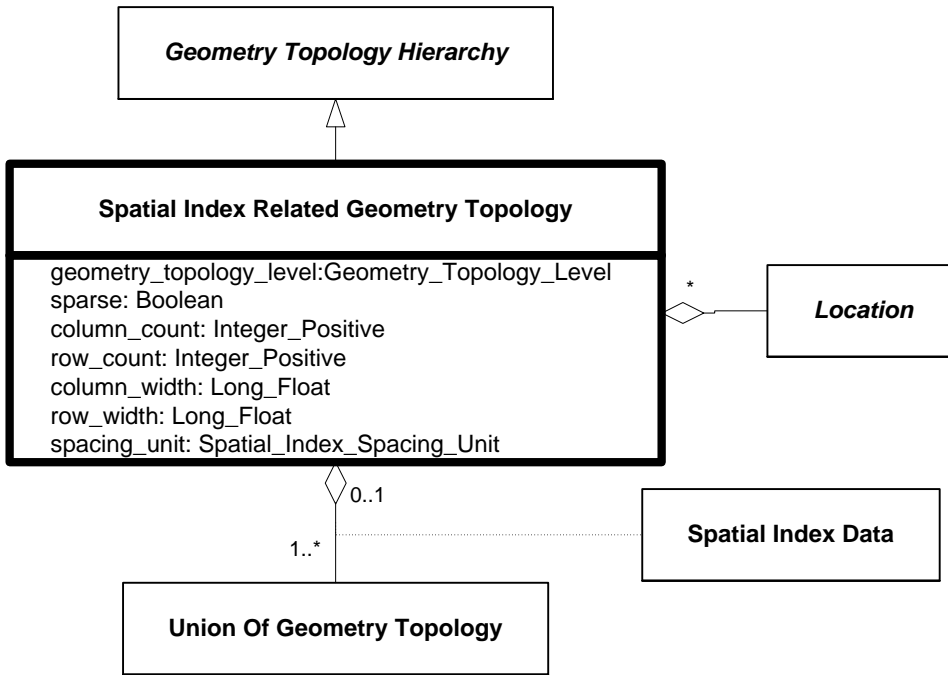 Geometry Topology Hierarchy
Spatial Index Related Geometry Topology
geometry_topology_level:Geometry_Topology_Level
sparse: Boolean
column_count: Integer_Positive
row_count: Integer_Positive
column_width: Long_Float
row_width: Long_Float
spacing_unit: Spatial_Index_Spacing_Unit
*
Location
0..1
Spatial Index Data
1..*
Union Of Geometry Topology